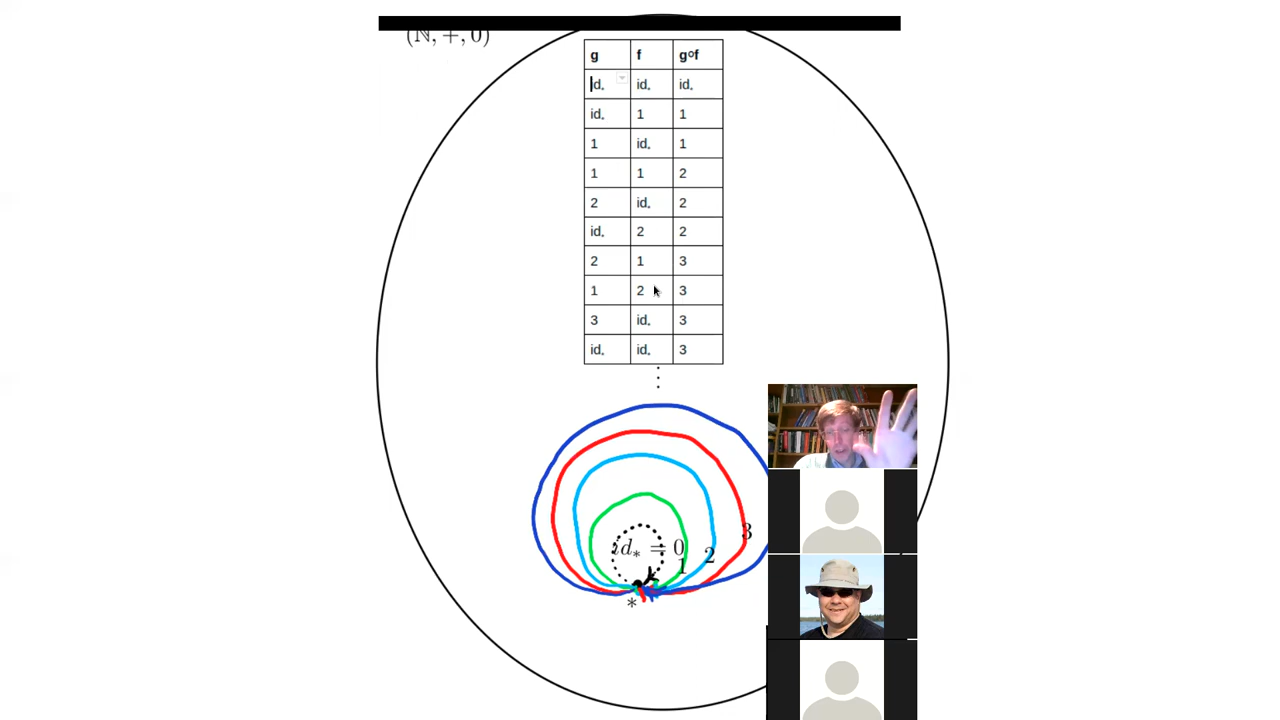 (ℕ, +, 0)
g f g∘f
id* id* id*
id* 1 1
1 id* 1
1 1 2
2 id* 2
id* 2 2
2 1 3
1 2 3
3 id* 3
id* id* 3
⋮
3
id* = 0
2
1
*